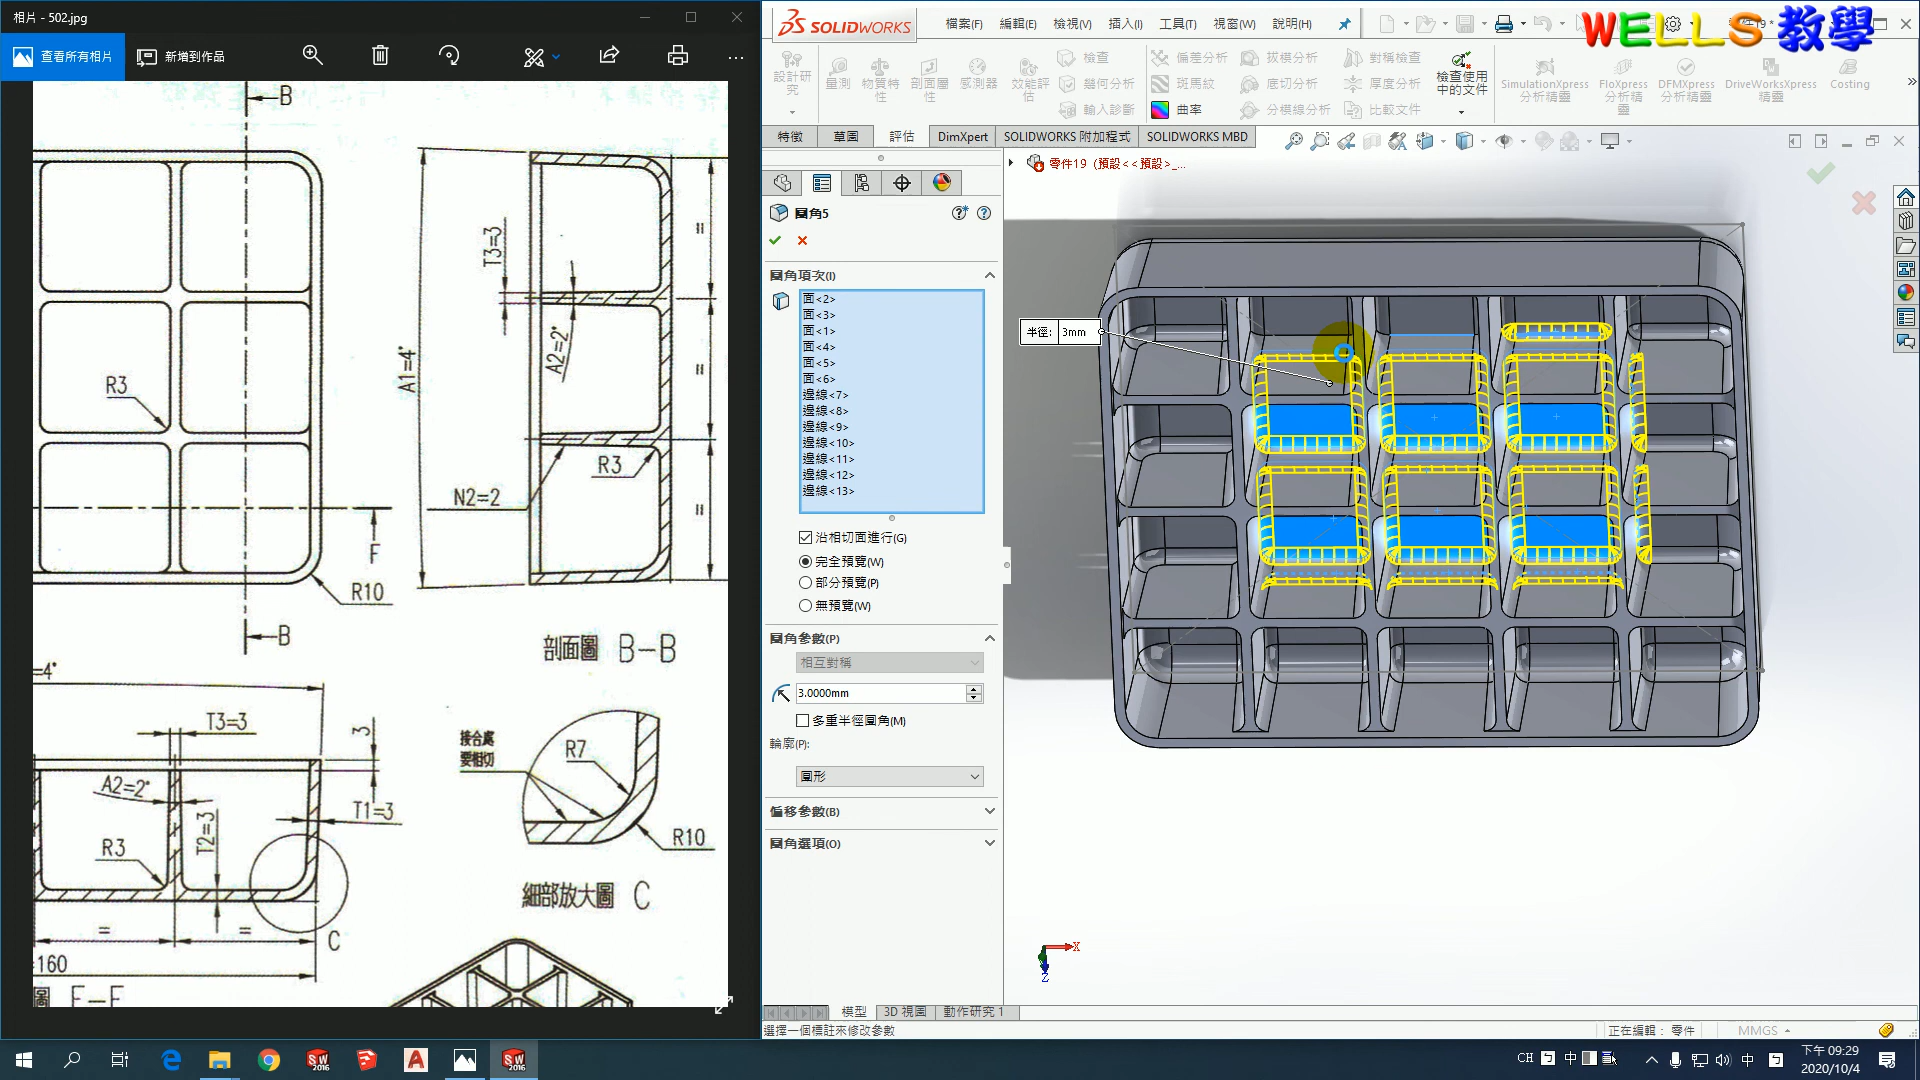 相片 - 502.jpg
查看所有相片
新增到作品
B
T3=3
A1=4°
A2=2°
R3
R3
N2=2
F
R10
B
剖面圖 B-B
=4°
T3=3
3
接合處
要相切
R7
A2=2°
T1=3
R3
T2=3
R10
細部放大圖 C
=
=
C
=160
圖 F-F
SOLIDWORKS
檔案(F) 編輯(E) 檢視(V) 插入(I) 工具(T) 視窗(W) 說明(H)
WELLS 教學
設計研究
量測
物質特性
剖面屬性
感測器
效能評估
檢查
幾何分析
輸入診斷
偏差分析
斑馬紋
曲率
拔模分析
底切分析
分模線分析
對稱檢查
厚度分析
比較文件
檢查使用中的文件
SimulationXpress 分析精靈
FloXpress 分析精靈
DFMXpress 分析精靈
DriveWorksXpress 精靈
Costing
特徵 草圖 評估 DimXpert SOLIDWORKS 附加程式 SOLIDWORKS MBD
零件19 (預設<<預設>_...
圓角5
圓角項次(I)
面<2>
面<3>
面<1>
面<4>
面<5>
面<6>
邊線<7>
邊線<8>
邊線<9>
邊線<10>
邊線<11>
邊線<12>
邊線<13>
沿相切面進行(G)
完全預覽(W)
部分預覽(P)
無預覽(W)
圓角參數(P)
相互對稱
3.0000mm
多重半徑圓角(M)
輪廓(P):
圓形
偏移參數(B)
圓角選項(O)
半徑: 3mm
X
Z
模型 3D 視圖 動作研究 1
選擇一個標註來修改參數
正在編輯: 零件
MMGS
CH
中
中
下午 09:29
2020/10/4